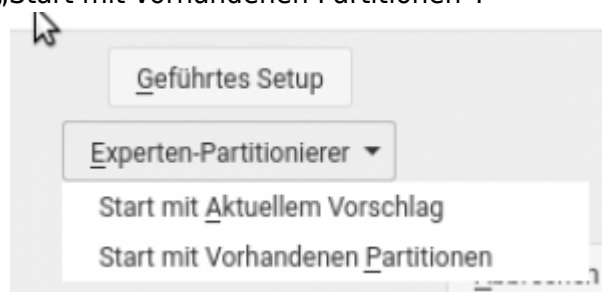 „Start mit Vorhandenen Partitionen“.
Geführtes Setup
Experten-Partitionierer
Start mit Aktuellem Vorschlag
Start mit Vorhandenen Partitionen